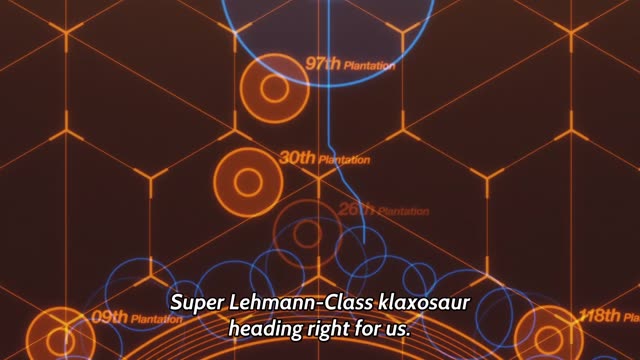 97th Plantation
30th Plantation
26th Plantation
09th Plantation
118th Plantation
Super Lehmann-Class klaxosaur
heading right for us.